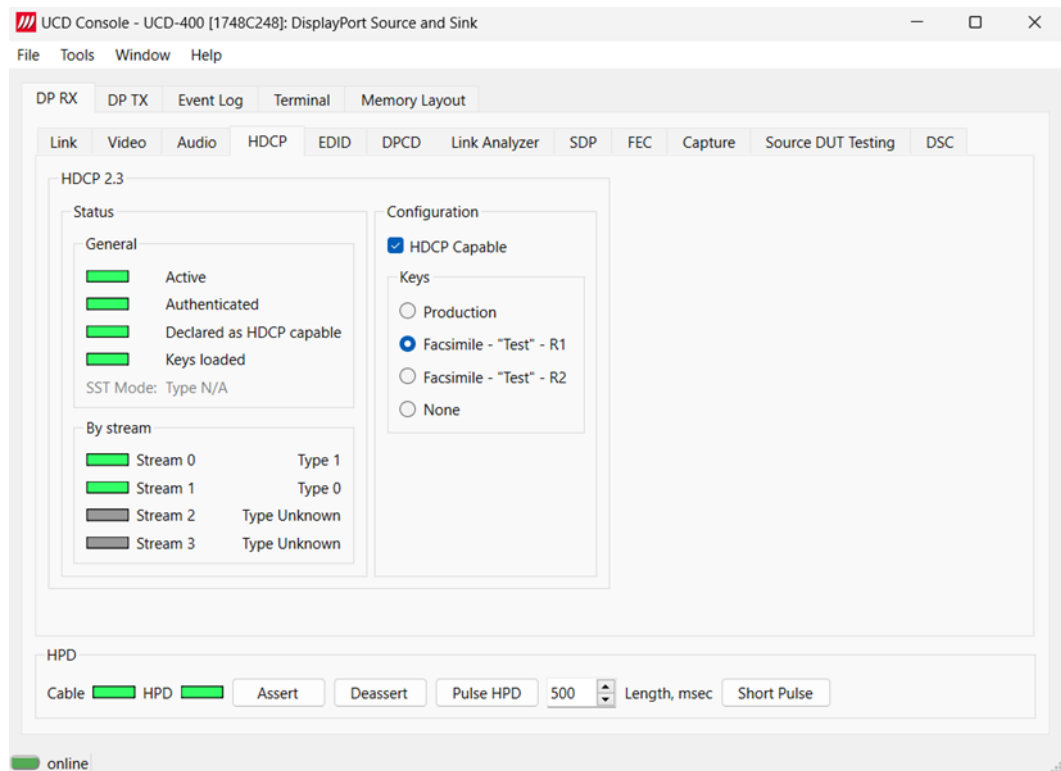 UCD Console - UCD-400 [1748C248]: DisplayPort Source and Sink
File Tools Window Help
DP RX DP TX Event Log Terminal Memory Layout
Link Video Audio HDCP EDID DPCD Link Analyzer SDP FEC Capture Source DUT Testing DSC
HDCP 2.3
Status
General
Active
Authenticated
Declared as HDCP capable
Keys loaded
SST Mode: Type N/A
By stream
Stream 0 Type 1
Stream 1 Type 0
Stream 2 Type Unknown
Stream 3 Type Unknown
Configuration
HDCP Capable
Keys
Production
Facsimile - "Test" - R1
Facsimile - "Test" - R2
None
HPD
Cable HPD Assert Deassert Pulse HPD 500 Length, msec Short Pulse
online